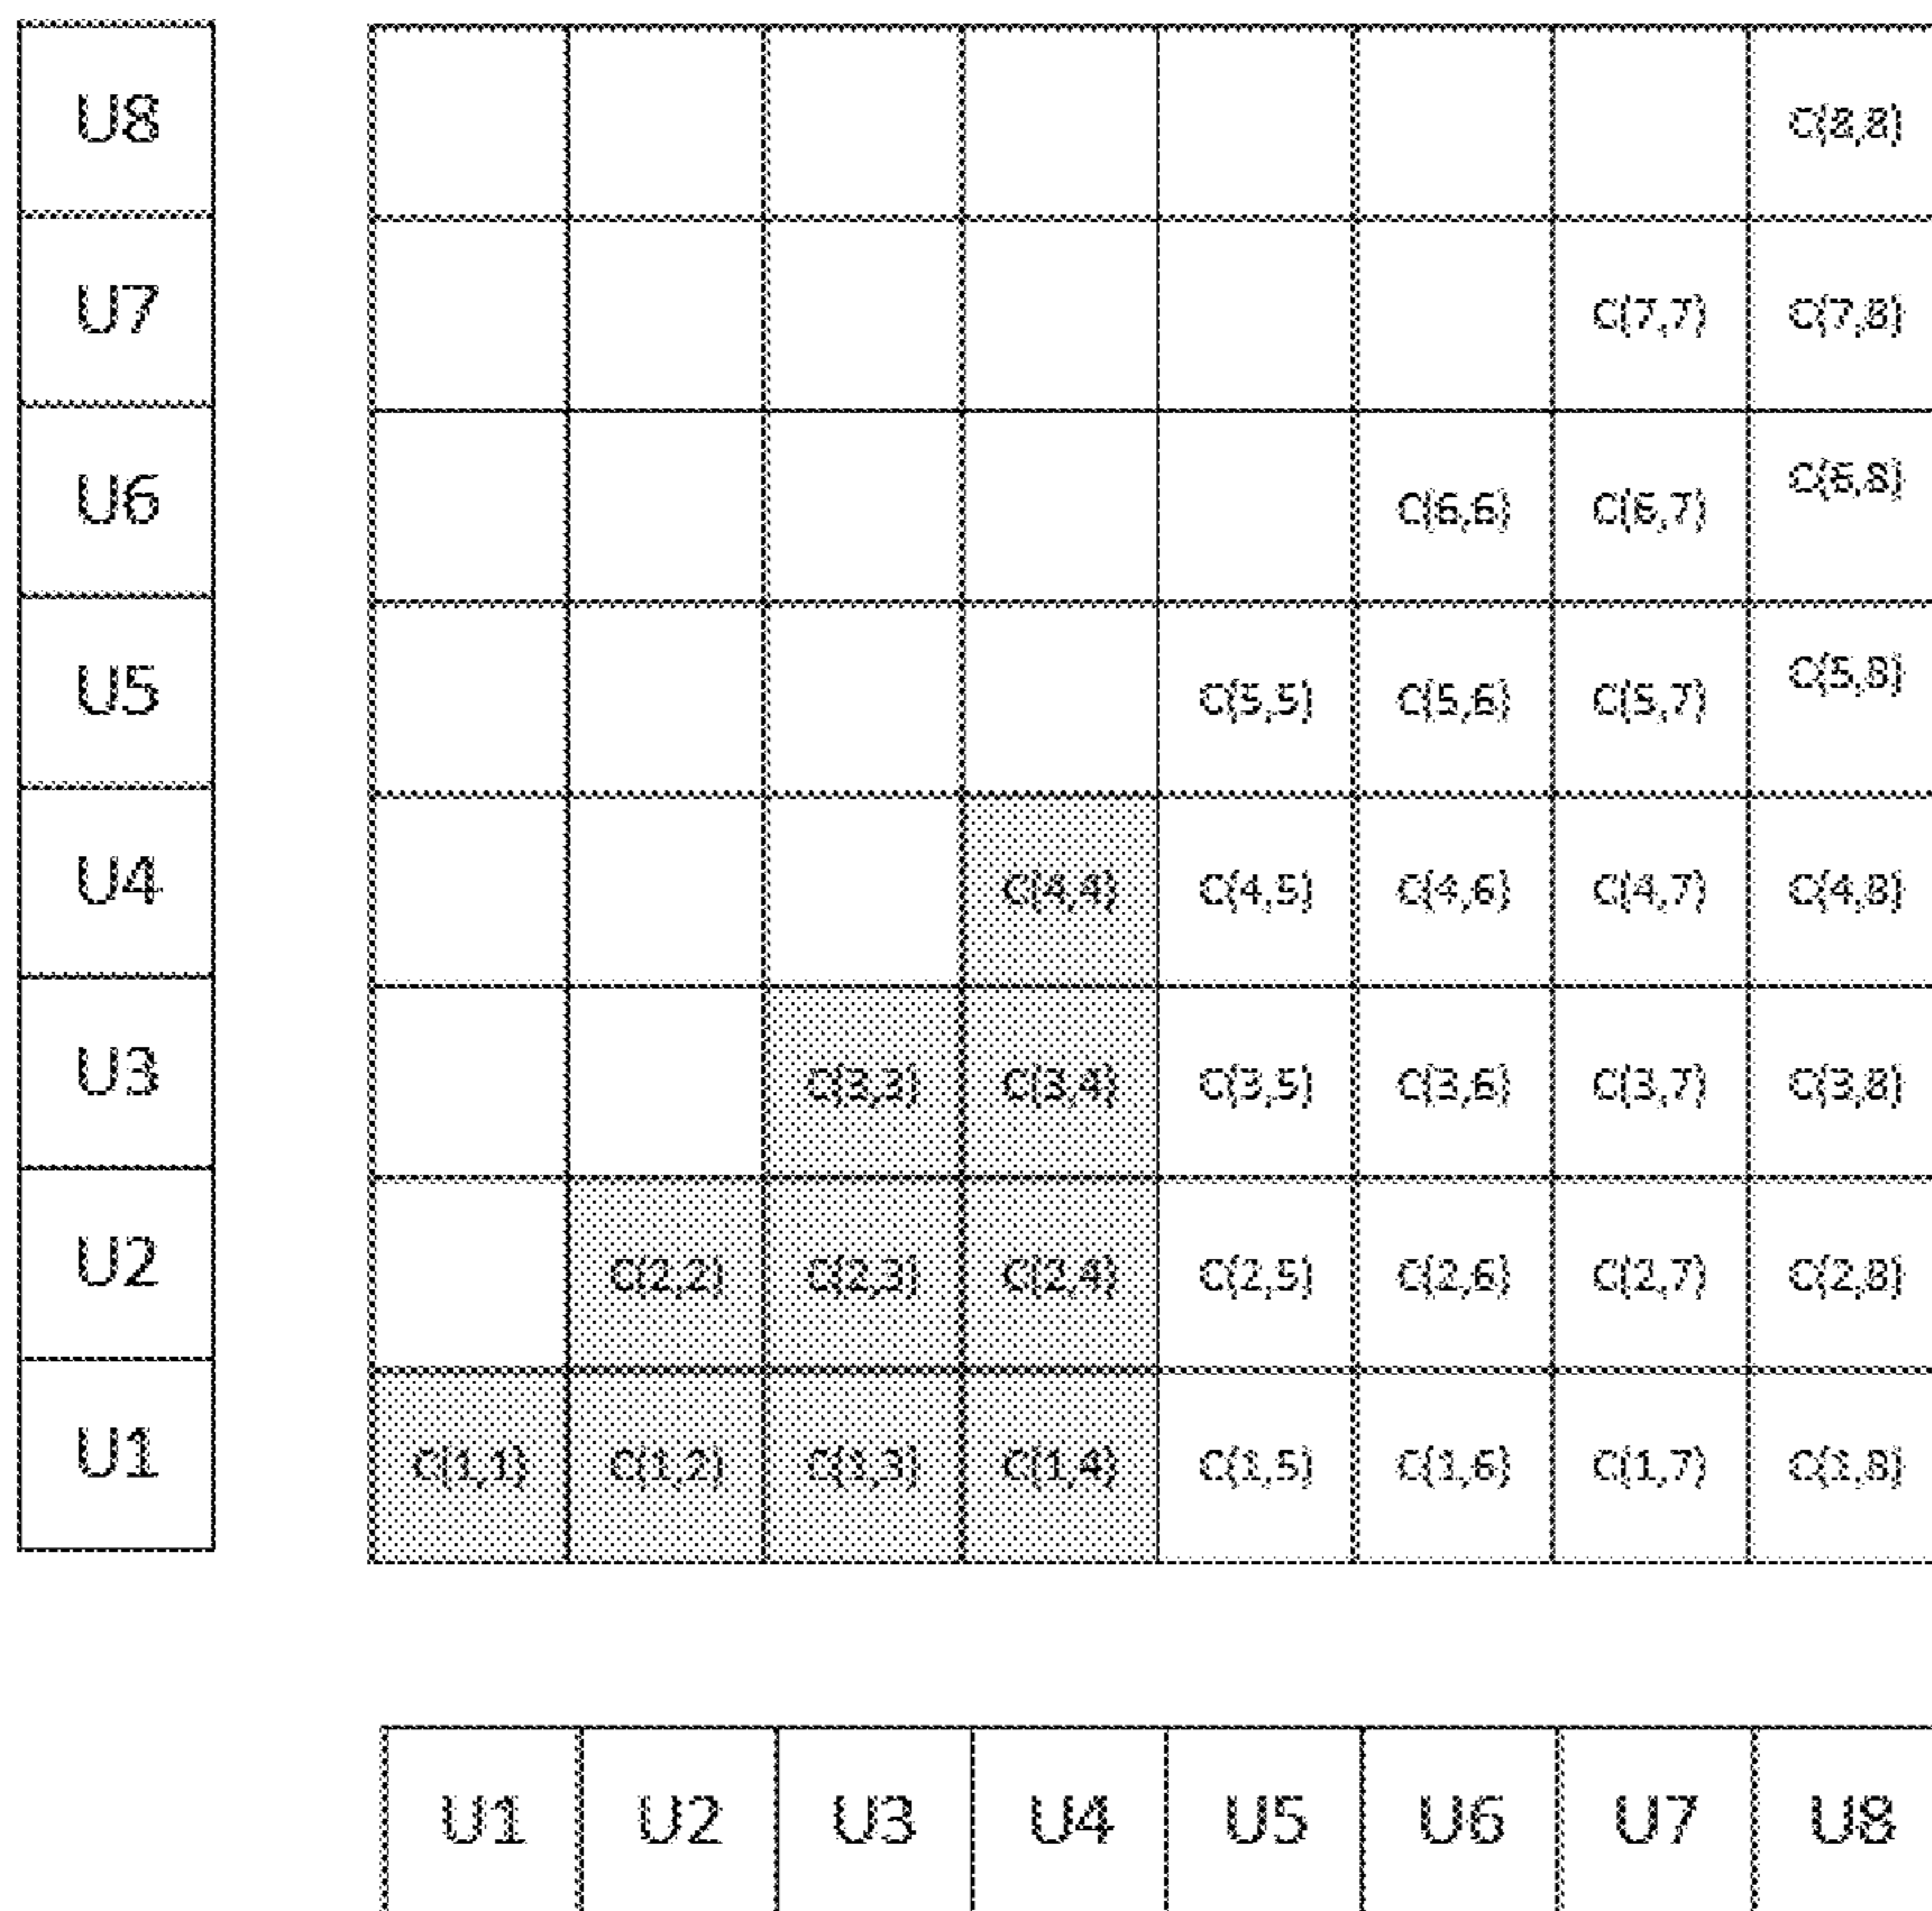 U8 C(8,8)
U7 C(7,7) C(7,8)
U6 C(6,6) C(6,7) C(6,8)
U5 C(5,5) C(5,6) C(5,7) C(5,8)
U4 C(4,4) C(4,5) C(4,6) C(4,7) C(4,8)
U3 C(3,3) C(3,4) C(3,5) C(3,6) C(3,7) C(3,8)
U2 C(2,2) C(2,3) C(2,4) C(2,5) C(2,6) C(2,7) C(2,8)
U1 C(1,1) C(1,2) C(1,3) C(1,4) C(1,5) C(1,6) C(1,7) C(1,8)
U1 U2 U3 U4 U5 U6 U7 U8